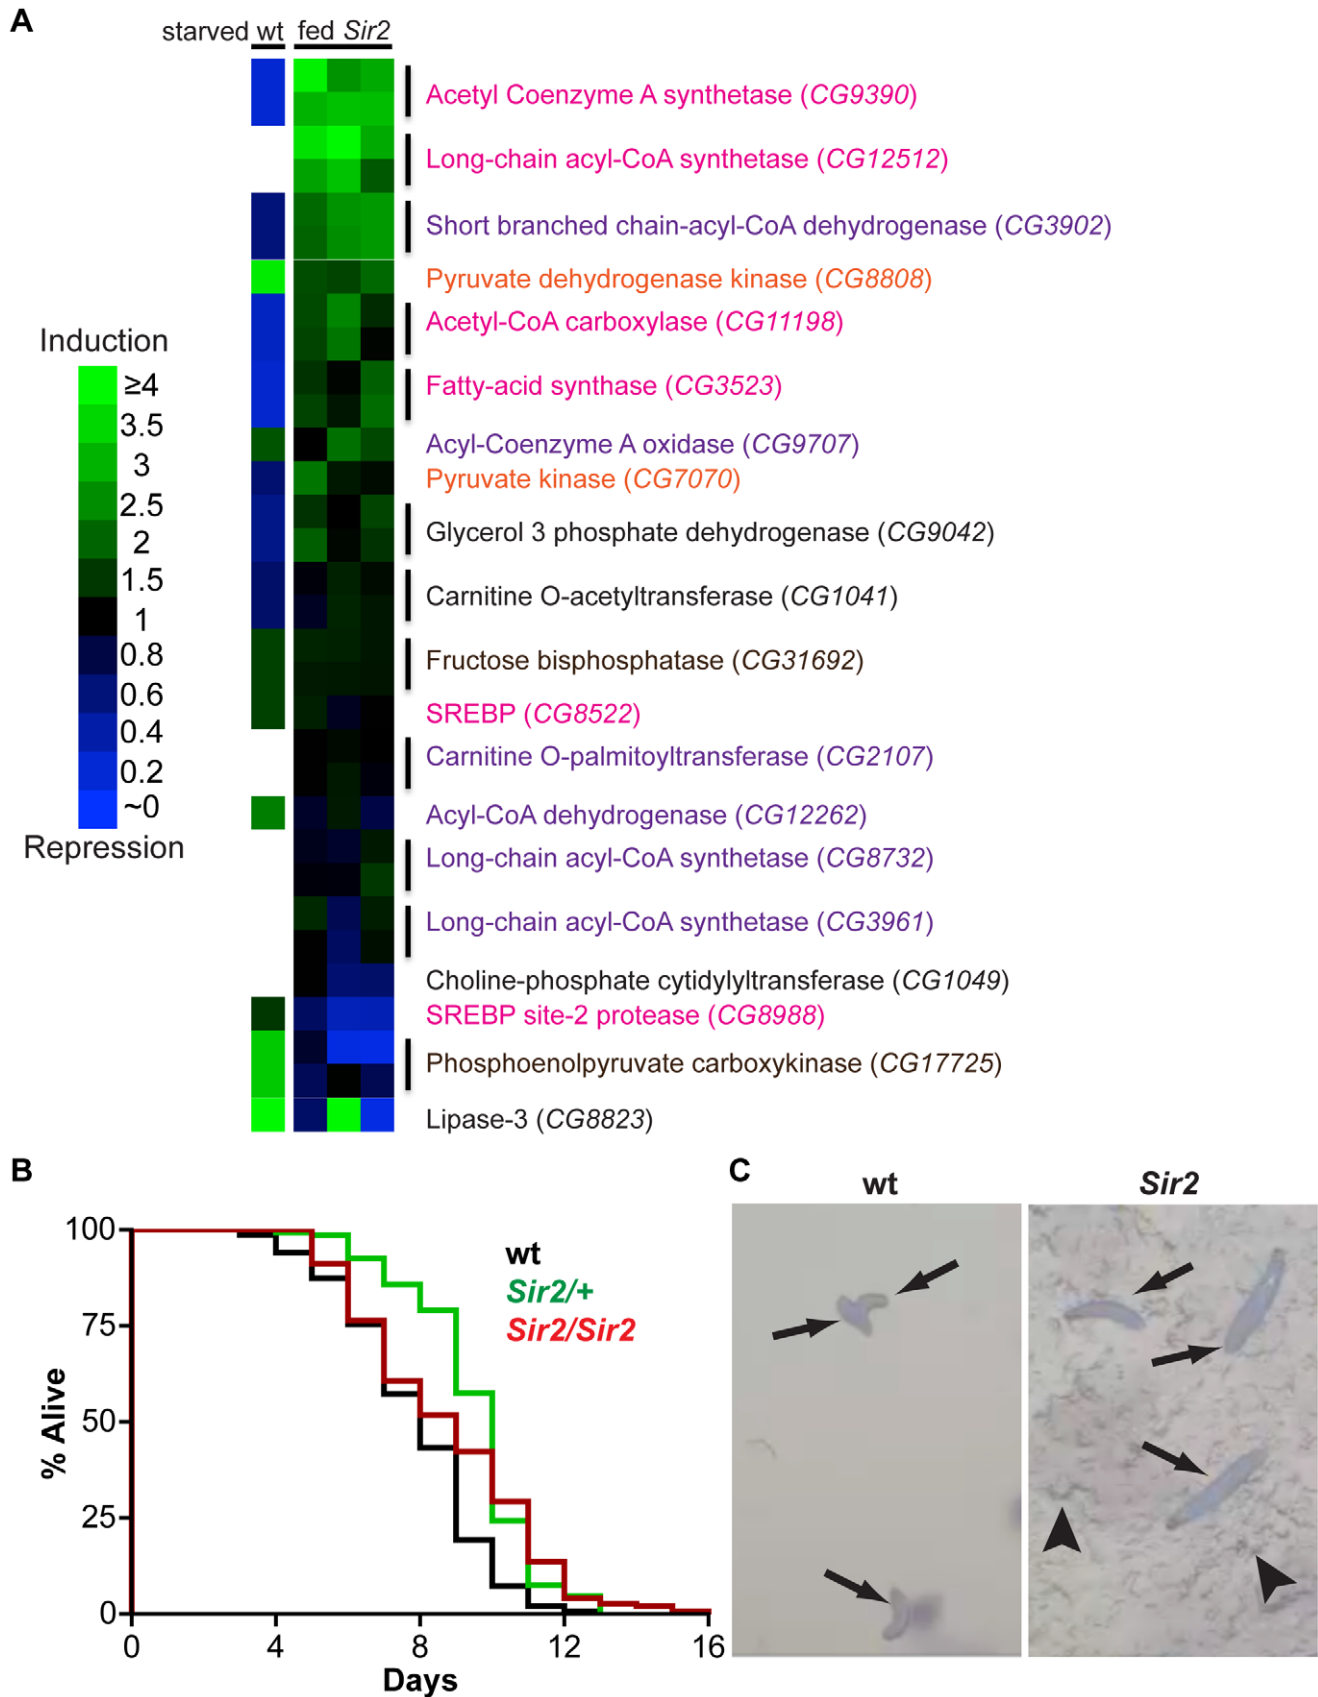 A
starved wt fed Sir2
Acetyl Coenzyme A synthetase (CG9390)
Long-chain acyl-CoA synthetase (CG12512)
Short branched chain-acyl-CoA dehydrogenase (CG3902)
Pyruvate dehydrogenase kinase (CG8808)
Acetyl-CoA carboxylase (CG11198)
Fatty-acid synthase (CG3523)
Acyl-Coenzyme A oxidase (CG9707)
Pyruvate kinase (CG7070)
Glycerol 3 phosphate dehydrogenase (CG9042)
Carnitine O-acetyltransferase (CG1041)
Fructose bisphosphatase (CG31692)
SREBP (CG8522)
Carnitine O-palmitoyltransferase (CG2107)
Acyl-CoA dehydrogenase (CG12262)
Long-chain acyl-CoA synthetase (CG8732)
Long-chain acyl-CoA synthetase (CG3961)
Choline-phosphate cytidylyltransferase (CG1049)
SREBP site-2 protease (CG8988)
Phosphoenolpyruvate carboxykinase (CG17725)
Lipase-3 (CG8823)
Induction
≥4
3.5
3
2.5
2
1.5
1
0.8
0.6
0.4
0.2
~0
Repression
B
% Alive
100
75
50
25
0
0 4 8 12 16
Days
wt
Sir2/+
Sir2/Sir2
C
wt Sir2